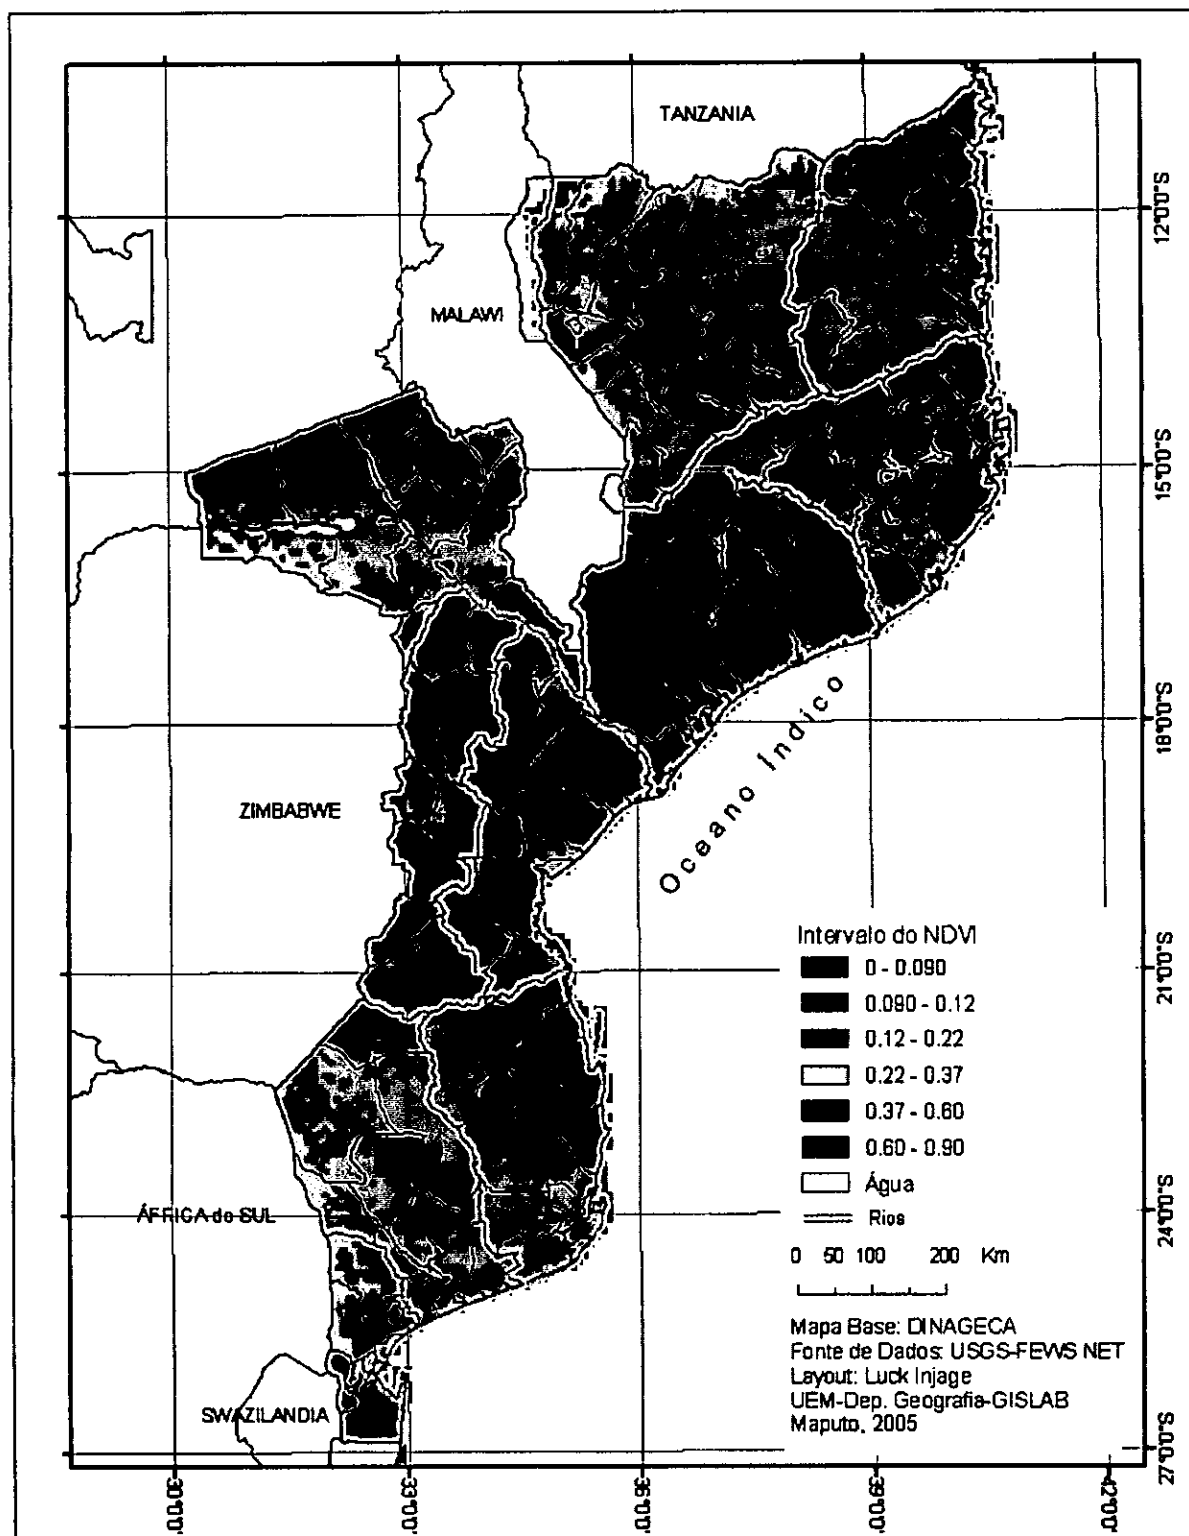 TANZANIA
12°0'0"S
MALAWI
15°0'0"S
18°0'0"S
ZIMBABWE
Oceano Indico
Intervalo do NDVI
0 - 0.090
0.090 - 0.12
0.12 - 0.22
0.22 - 0.37
0.37 - 0.60
0.60 - 0.90
Água
Rios
21°0'0"S
ÁFRICA do SUL
24°0'0"S
0 50 100 200 Km
Mapa Base: DINAGECA
Fonte de Dados: USGS-FEWS NET
Layout: Luck Injage
UEM-Dep. Geografia-GISLAB
Maputo, 2005
SWAZILANDIA
27°0'0"S
30°0'0"
33°0'0"
36°0'0"
39°0'0"
42°0'0"